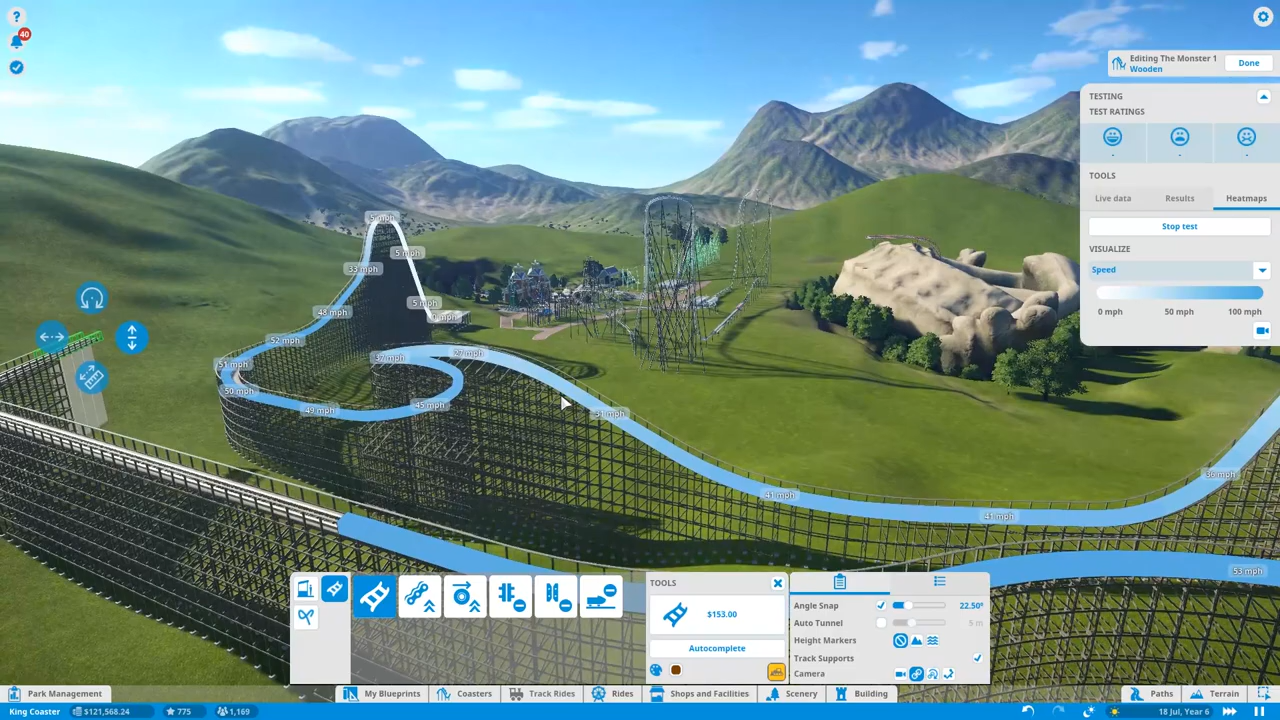 ?
40
Editing The Monster 1
Wooden
Done
TESTING
TEST RATINGS
- - -
TOOLS
Live data Results Heatmaps
Stop test
VISUALIZE
Speed
0 mph 50 mph 100 mph
5 mph
5 mph
33 mph
5 mph
48 mph
52 mph
27 mph
37 mph
51 mph
50 mph
45 mph
49 mph
36 mph
41 mph
41 mph
53 mph
TOOLS
$153.00
Autocomplete
Angle Snap 22.50°
Auto Tunnel 5 m
Height Markers
Track Supports
Camera
Park Management My Blueprints Coasters Track Rides Rides Shops and Facilities Scenery Building Paths Terrain
King Coaster $121,568.24 775 1,169 18 Jul, Year 6